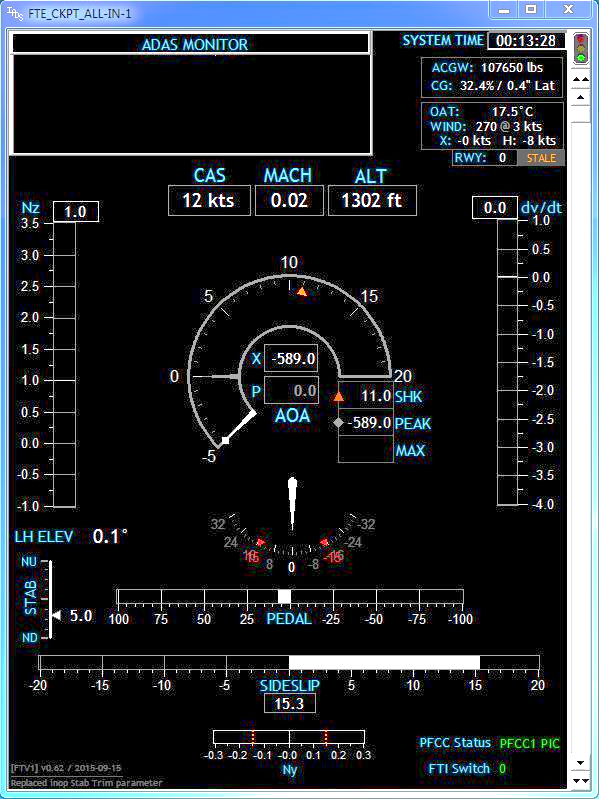 FTE_CKPT_ALL-IN-1
ADAS MONITOR
SYSTEM TIME 00:13:28
ACGW: 107650 lbs
CG: 32.4% / 0.4" Lat
OAT: 17.5°C
WIND: 270 @ 3 kts
X: -0 kts H: -8 kts
RWY: 0 STALE
CAS MACH ALT
12 kts 0.02 1302 ft
Nz 1.0 0.0 dv/dt
3.5 1.0
3.0 0.5
2.5 0.0
2.0 -0.5
1.5 -1.0
1.0 -1.5
0.5 -2.0
0.0 -2.5
-0.5 -3.0
-1.0 -3.5
-4.0
-5 0 5 10 15 20
X -589.0
P 0.0
AOA
11.0 SHK
-589.0 PEAK
MAX
32 24 16 15 8 0 -8 -15 -16 -24 -32
LH ELEV 0.1°
NU
STAB 5.0
ND
100 75 50 25 PEDAL -25 -50 -75 -100
-20 -15 -10 -5 5 10 15 20
SIDESLIP
15.3
-0.3 -0.2 -0.1 -0.0 0.1 0.2 0.3
Ny
PFCC Status PFCC1 PIC
FTI Switch 0
[FTV1] v0.62 / 2015-09-15
Replaced inop Stab Trim parameter